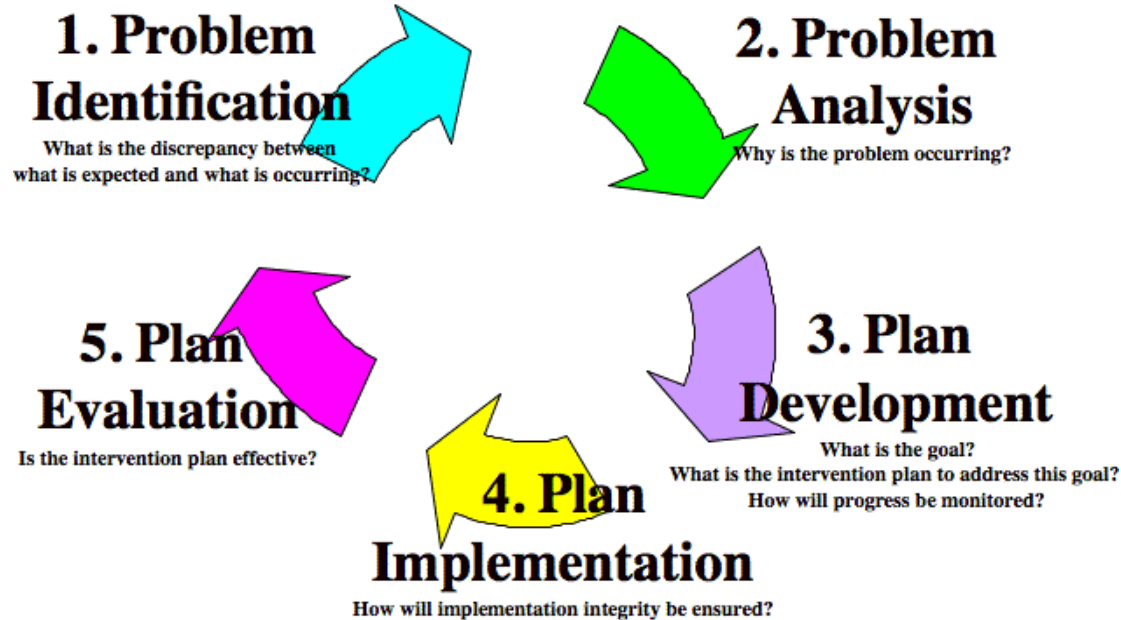 1. Problem
Identification
What is the discrepancy between
what is expected and what is occurring?
2. Problem
Analysis
Why is the problem occurring?
3. Plan
Development
What is the goal?
What is the intervention plan to address this goal?
How will progress be monitored?
4. Plan
Implementation
How will implementation integrity be ensured?
5. Plan
Evaluation
Is the intervention plan effective?